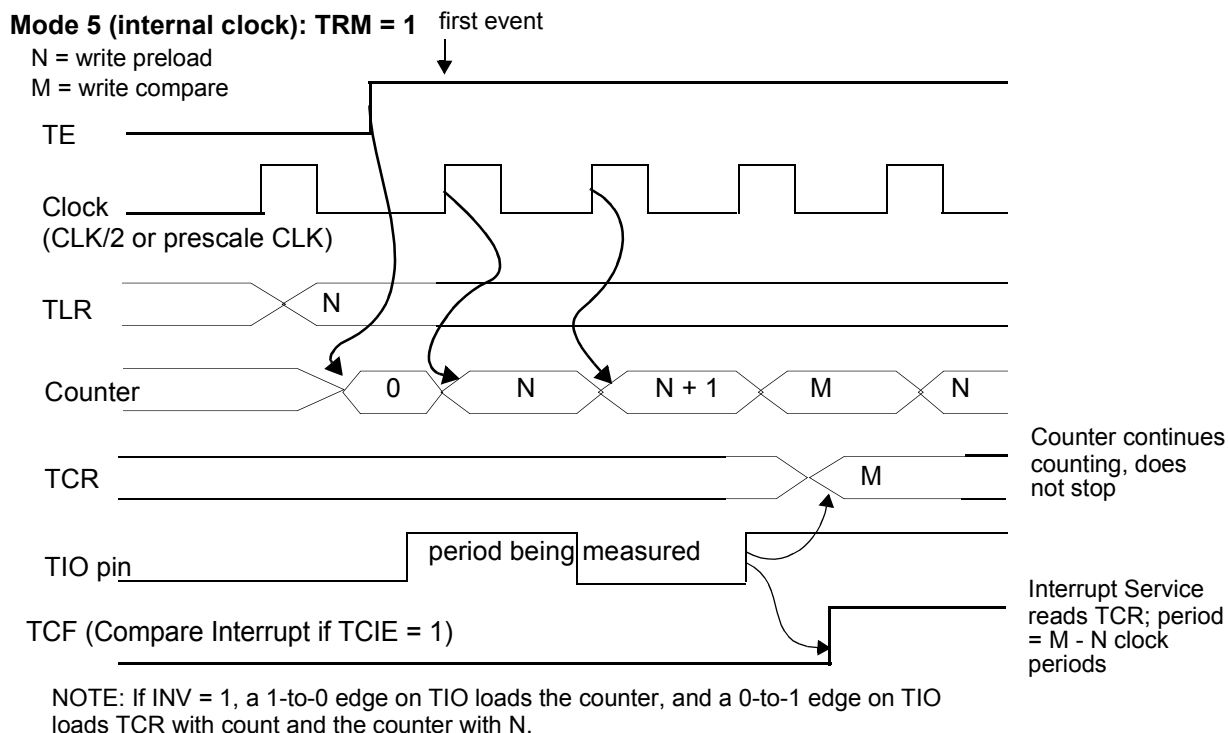 Mode 5 (internal clock): TRM = 1
first event
N = write preload
M = write compare
TE
Clock
(CLK/2 or prescale CLK)
TLR
N
Counter
0
N
N + 1
M
N
TCR
M
Counter continues
counting, does
not stop
TIO pin
period being measured
TCF (Compare Interrupt if TCIE = 1)
Interrupt Service
reads TCR; period
= M - N clock
periods
NOTE: If INV = 1, a 1-to-0 edge on TIO loads the counter, and a 0-to-1 edge on TIO
loads TCR with count and the counter with N.